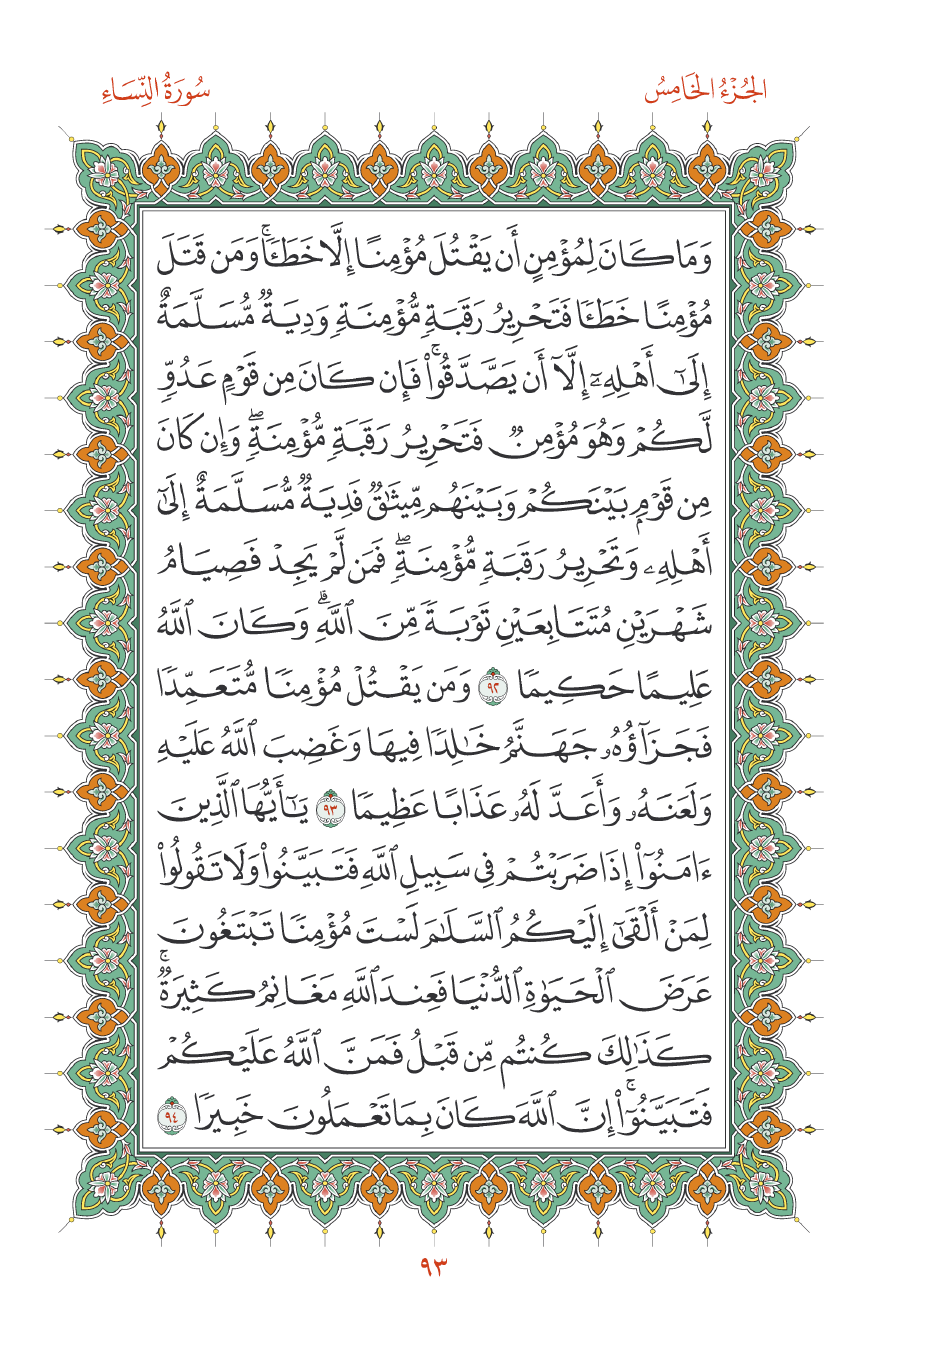 الجُزْءُ الخَامِسُ
سُورَةُ النِّسَاءِ
وَمَا كَانَ لِمُؤْمِنٍ أَن يَقْتُلَ مُؤْمِنًا إِلَّا خَطَـًٔا ۚ وَمَن قَتَلَ
مُؤْمِنًا خَطَـًٔا فَتَحْرِيرُ رَقَبَةٍ مُّؤْمِنَةٍ وَدِيَةٌ مُّسَلَّمَةٌ
إِلَىٰٓ أَهْلِهِۦٓ إِلَّآ أَن يَصَّدَّقُوا۟ ۚ فَإِن كَانَ مِن قَوْمٍ عَدُوٍّ
لَّكُمْ وَهُوَ مُؤْمِنٌ فَتَحْرِيرُ رَقَبَةٍ مُّؤْمِنَةٍ ۖ وَإِن كَانَ
مِن قَوْمٍۭ بَيْنَكُمْ وَبَيْنَهُم مِّيثَـٰقٌ فَدِيَةٌ مُّسَلَّمَةٌ إِلَىٰٓ
أَهْلِهِۦ وَتَحْرِيرُ رَقَبَةٍ مُّؤْمِنَةٍ ۖ فَمَن لَّمْ يَجِدْ فَصِيَامُ
شَهْرَيْنِ مُتَتَابِعَيْنِ تَوْبَةً مِّنَ ٱللَّهِ ۗ وَكَانَ ٱللَّهُ
عَلِيمًا حَكِيمًا ٩٢ وَمَن يَقْتُلْ مُؤْمِنًا مُّتَعَمِّدًا
فَجَزَآؤُهُۥ جَهَنَّمُ خَـٰلِدًا فِيهَا وَغَضِبَ ٱللَّهُ عَلَيْهِ
وَلَعَنَهُۥ وَأَعَدَّ لَهُۥ عَذَابًا عَظِيمًا ٩٣ يَـٰٓأَيُّهَا ٱلَّذِينَ
ءَامَنُوٓا۟ إِذَا ضَرَبْتُمْ فِى سَبِيلِ ٱللَّهِ فَتَبَيَّنُوا۟ وَلَا تَقُولُوا۟
لِمَنْ أَلْقَىٰٓ إِلَيْكُمُ ٱلسَّلَـٰمَ لَسْتَ مُؤْمِنًا تَبْتَغُونَ
عَرَضَ ٱلْحَيَوٰةِ ٱلدُّنْيَا فَعِندَ ٱللَّهِ مَغَانِمُ كَثِيرَةٌ ۚ
كَذَٰلِكَ كُنتُم مِّن قَبْلُ فَمَنَّ ٱللَّهُ عَلَيْكُمْ
فَتَبَيَّنُوٓا۟ ۚ إِنَّ ٱللَّهَ كَانَ بِمَا تَعْمَلُونَ خَبِيرًا ٩٤
٩٣